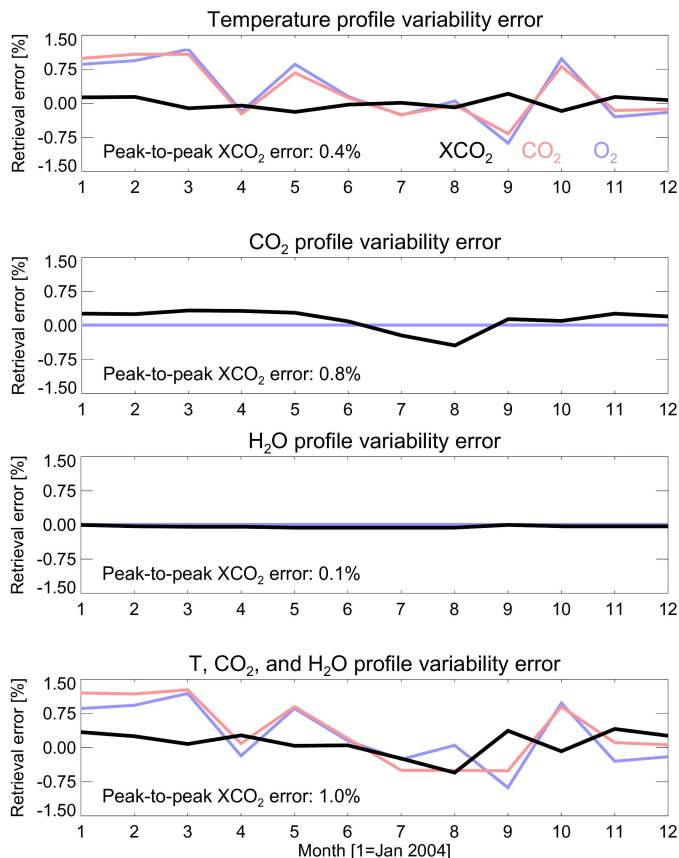 Temperature profile variability error
Retrieval error [%]
1.50
0.75
0.00
-0.75
-1.50
Peak-to-peak XCO₂ error: 0.4%
XCO₂ CO₂ O₂
1 2 3 4 5 6 7 8 9 10 11 12
CO₂ profile variability error
Retrieval error [%]
1.50
0.75
0.00
-0.75
-1.50
Peak-to-peak XCO₂ error: 0.8%
1 2 3 4 5 6 7 8 9 10 11 12
H₂O profile variability error
Retrieval error [%]
1.50
0.75
0.00
-0.75
-1.50
Peak-to-peak XCO₂ error: 0.1%
1 2 3 4 5 6 7 8 9 10 11 12
T, CO₂, and H₂O profile variability error
Retrieval error [%]
1.50
0.75
0.00
-0.75
-1.50
Peak-to-peak XCO₂ error: 1.0%
1 2 3 4 5 6 7 8 9 10 11 12
Month [1=Jan 2004]